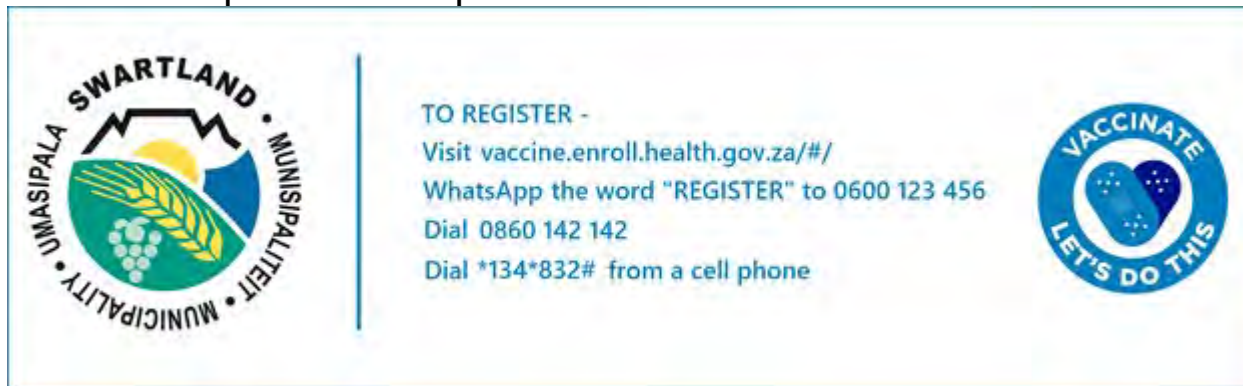 SWARTLAND • MUNISIPALITEIT • MUNICIPALITY • UMASIPALA
TO REGISTER -
Visit vaccine.enroll.health.gov.za/#/
WhatsApp the word "REGISTER" to 0600 123 456
Dial 0860 142 142
Dial *134*832# from a cell phone
VACCINATE
LET'S DO THIS